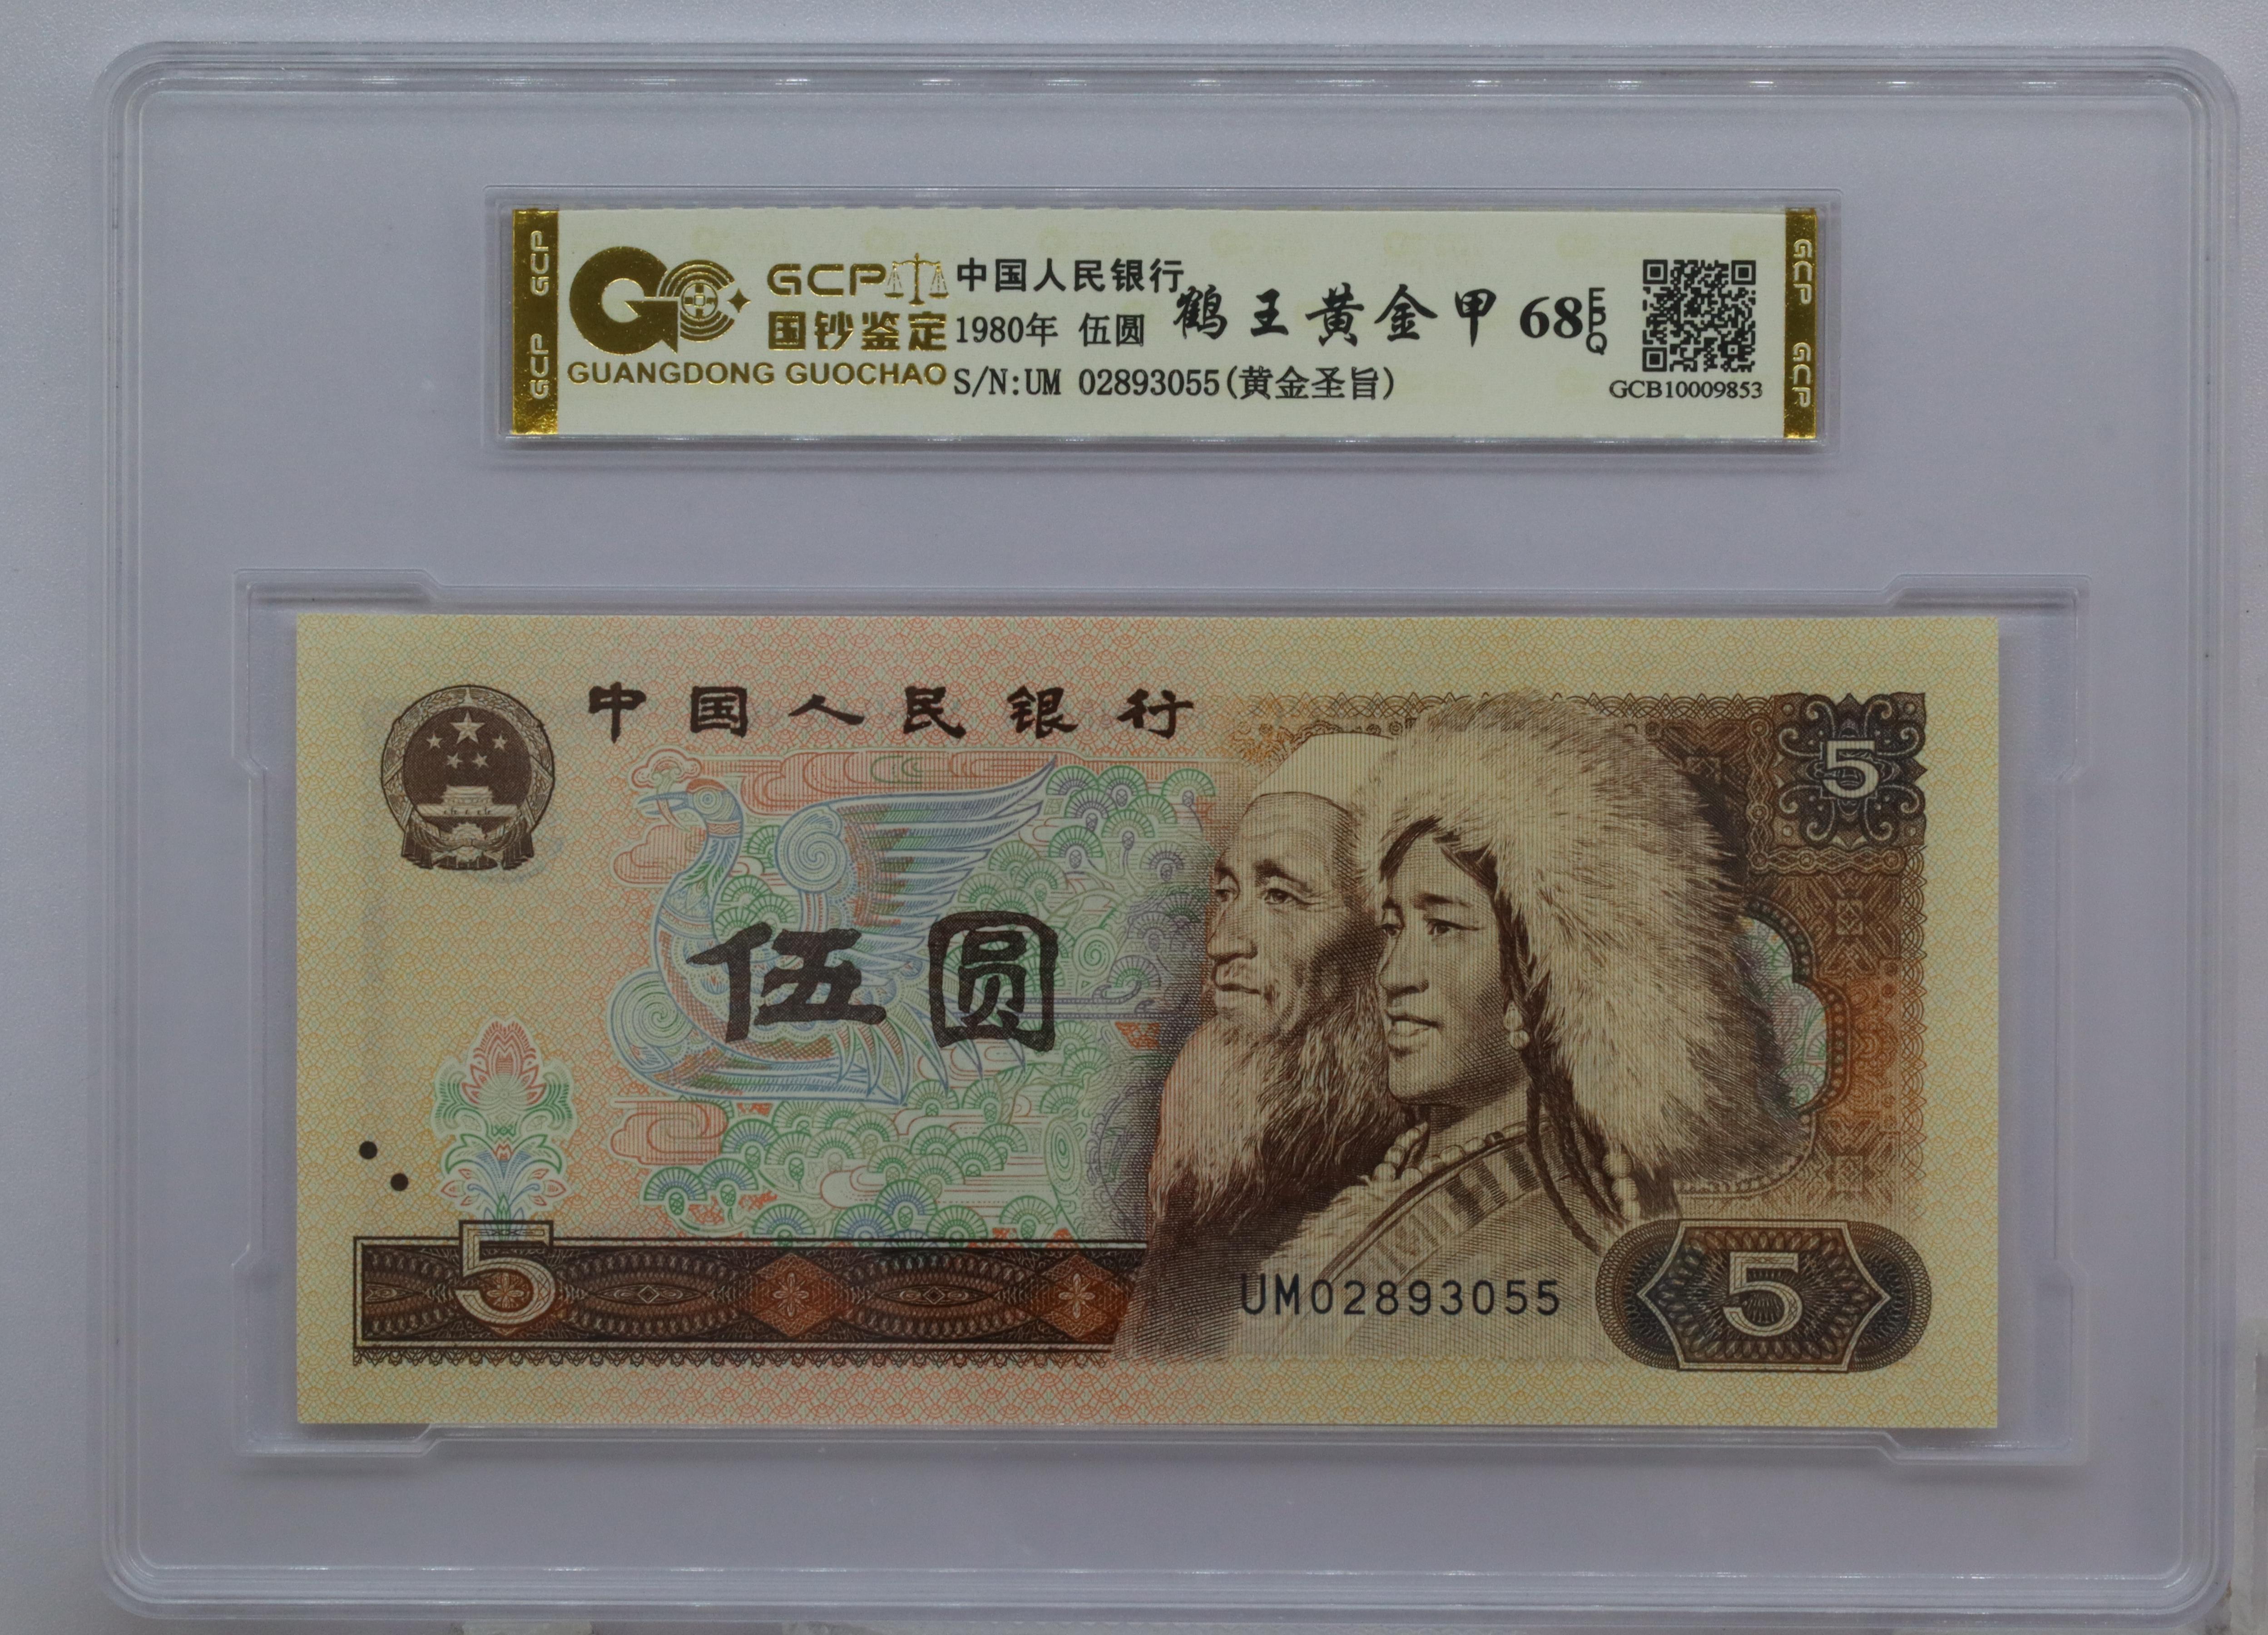 GCP GCP
GCP
国钞鉴定
GUANGDONG GUOCHAO
中国人民银行
1980年 伍圆
S/N:UM 02893055(黄金圣旨)
鹤王黄金甲 68
EPQ
GCB10009853
GCP GCP
中国人民银行
5
伍圆
5
UM02893055
5